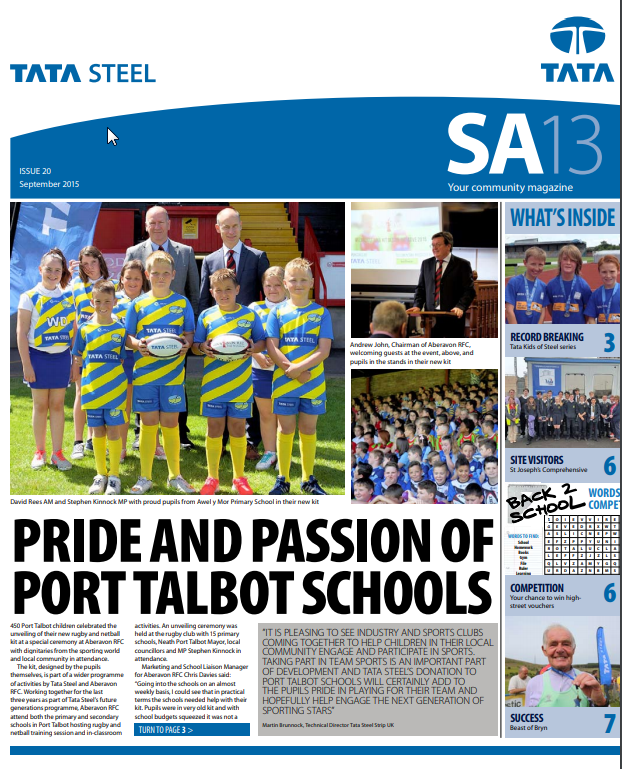 TATA STEEL
TATA
SA13
ISSUE 20
September 2015
Your community magazine
TATA STEEL
TATA STEEL
TATA STEEL
David Rees AM and Stephen Kinnock MP with proud pupils from Awel y Mor Primary School in their new kit
Andrew John, Chairman of Aberavon RFC,
welcoming guests at the event, above, and
pupils in the stands in their new kit
PRIDE AND PASSION OF
PORT TALBOT SCHOOLS
450 Port Talbot children celebrated the
unveiling of their new rugby and netball
kit at a special ceremony at Aberavon RFC
with dignitaries from the sporting world
and local community in attendance.
The kit, designed by the pupils
themselves, is part of a wider programme
of activities by Tata Steel and Aberavon
RFC. Working together for the last
three years as part of Tata Steel's future
generations programme, Aberavon RFC
attend both the primary and secondary
schools in Port Talbot hosting rugby and
netball training session and in-classroom
activities. An unveiling ceremony was
held at the rugby club with 15 primary
schools, Neath Port Talbot Mayor, local
councillors and MP Stephen Kinnock in
attendance.
Marketing and School Liaison Manager
for Aberavon RFC Chris Davies said:
"Going into the schools on an almost
weekly basis, I could see that in practical
terms the schools needed help with their
kit. Pupils were in very old kit and with
school budgets squeezed it was not a
TURN TO PAGE 3 >
"IT IS PLEASING TO SEE INDUSTRY AND SPORTS CLUBS
COMING TOGETHER TO HELP CHILDREN IN THEIR LOCAL
COMMUNITY ENGAGE AND PARTICIPATE IN SPORTS.
TAKING PART IN TEAM SPORTS IS AN IMPORTANT PART
OF DEVELOPMENT AND TATA STEEL'S DONATION TO
PORT TALBOT SCHOOLS WILL CERTAINLY ADD TO
THE PUPILS PRIDE IN PLAYING FOR THEIR TEAM AND
HOPEFULLY HELP ENGAGE THE NEXT GENERATION OF
SPORTING STARS"
Martin Brunnock, Technical Director Tata Steel Strip UK
WHAT'S INSIDE
RECORD BREAKING
Tata Kids of Steel series
3
SITE VISITORS
St Joseph's Comprehensive
6
BACK 2
SCHOOL
WORDS
COMPE
WORDS TO FIND:
School
Homework
Books
Gym
File
Ruler
COMPETITION
Your chance to win high-
street vouchers
6
SUCCESS
Beast of Bryn
7